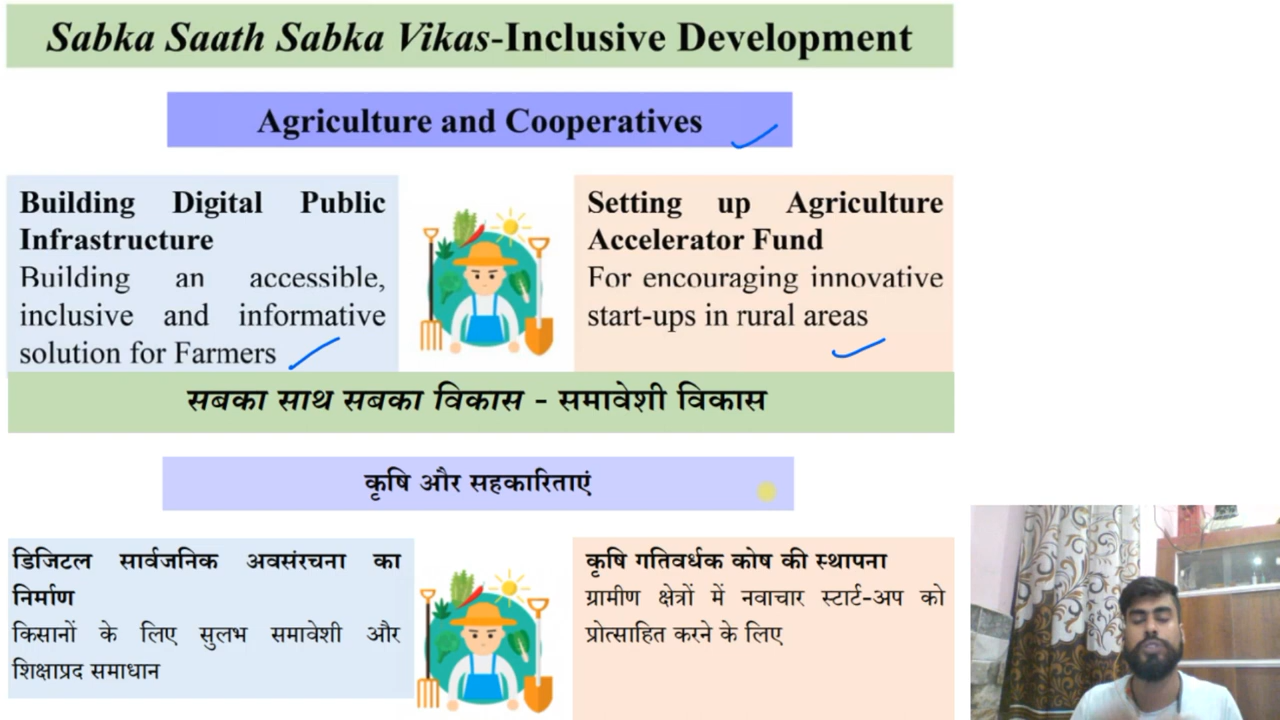 Sabka Saath Sabka Vikas-Inclusive Development
Agriculture and Cooperatives
Building Digital Public
Infrastructure
Building an accessible,
inclusive and informative
solution for Farmers
Setting up Agriculture
Accelerator Fund
For encouraging innovative
start-ups in rural areas
सबका साथ सबका विकास - समावेशी विकास
कृषि और सहकारिताएं
डिजिटल सार्वजनिक अवसंरचना का
निर्माण
किसानों के लिए सुलभ समावेशी और
शिक्षाप्रद समाधान
कृषि गतिवर्धक कोष की स्थापना
ग्रामीण क्षेत्रों में नवाचार स्टार्ट-अप को
प्रोत्साहित करने के लिए